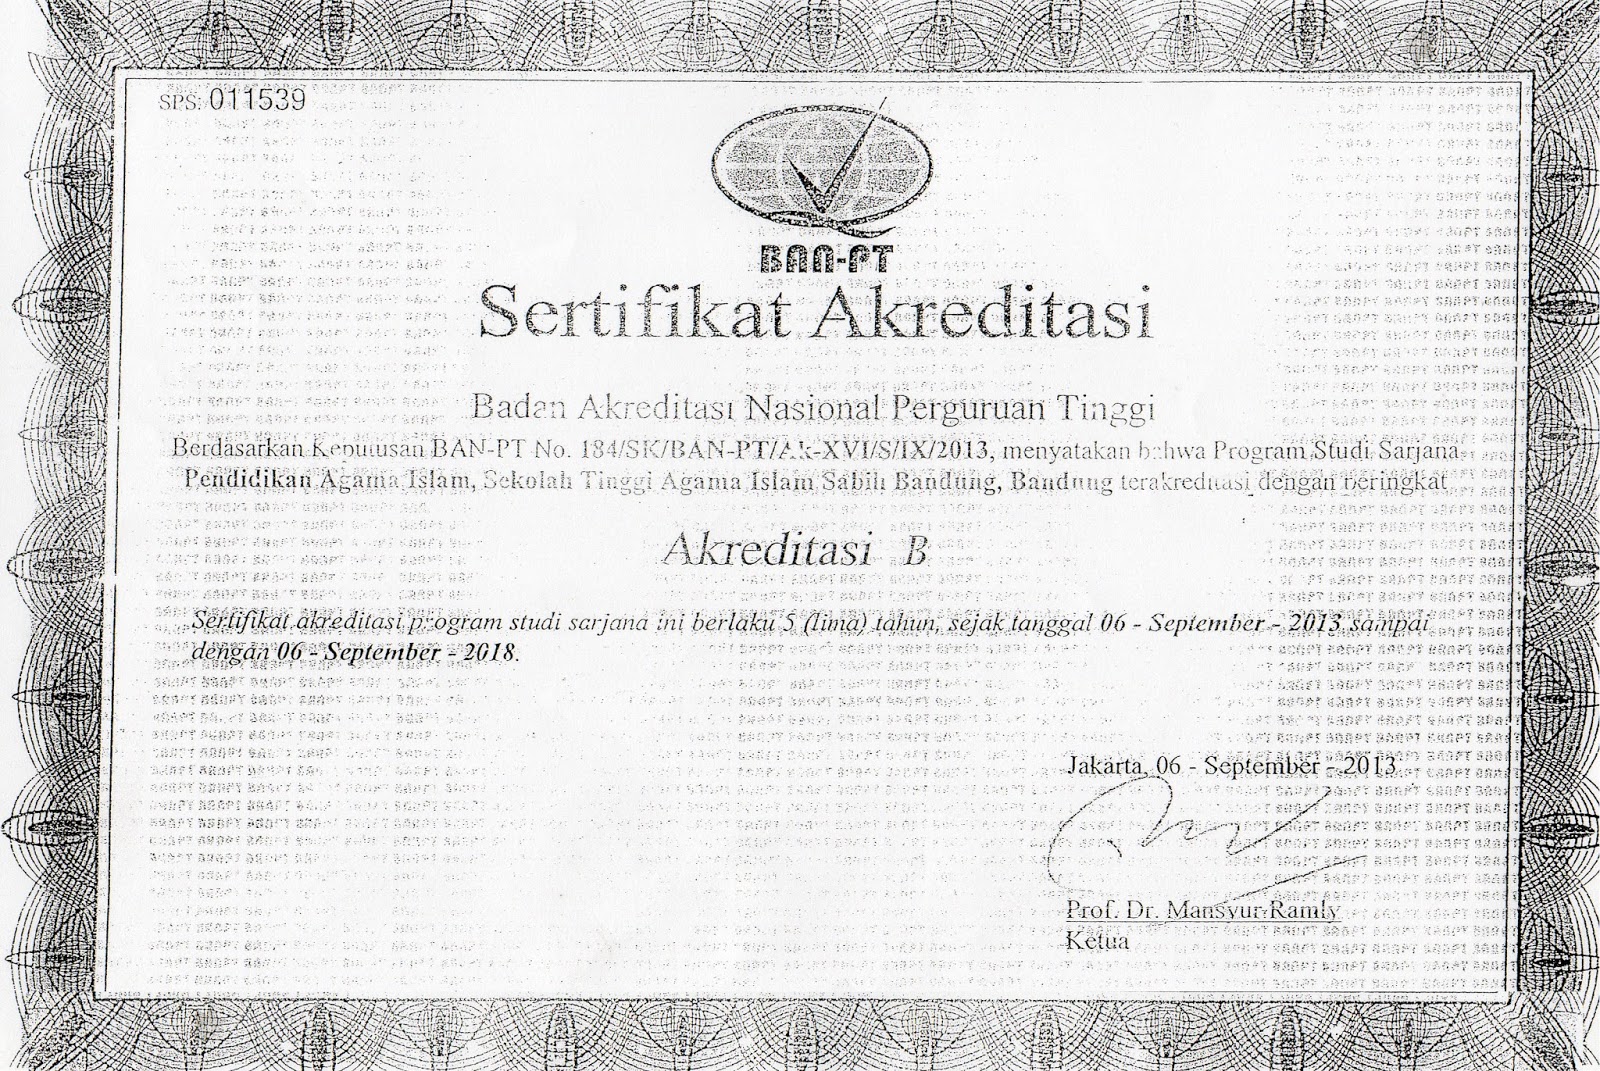 SPS: 011539
BAN-PT
Sertifikat Akreditasi
Badan Akreditasi Nasional Perguruan Tinggi
Berdasarkan Keputusan BAN-PT No. 184/SK/BAN-PT/Ak-XVI/S/IX/2013, menyatakan bahwa Program Studi Sarjana
Pendidikan Agama Islam, Sekolah Tinggi Agama Islam Sabili Bandung, Bandung terakreditasi dengan peringkat
Akreditasi B
Sertifikat akreditasi program studi sarjana ini berlaku 5 (lima) tahun, sejak tanggal 06 - September - 2013 sampai
dengan 06 - September - 2018.
Jakarta, 06 - September - 2013
Prof. Dr. Mansyur Ramly
Ketua